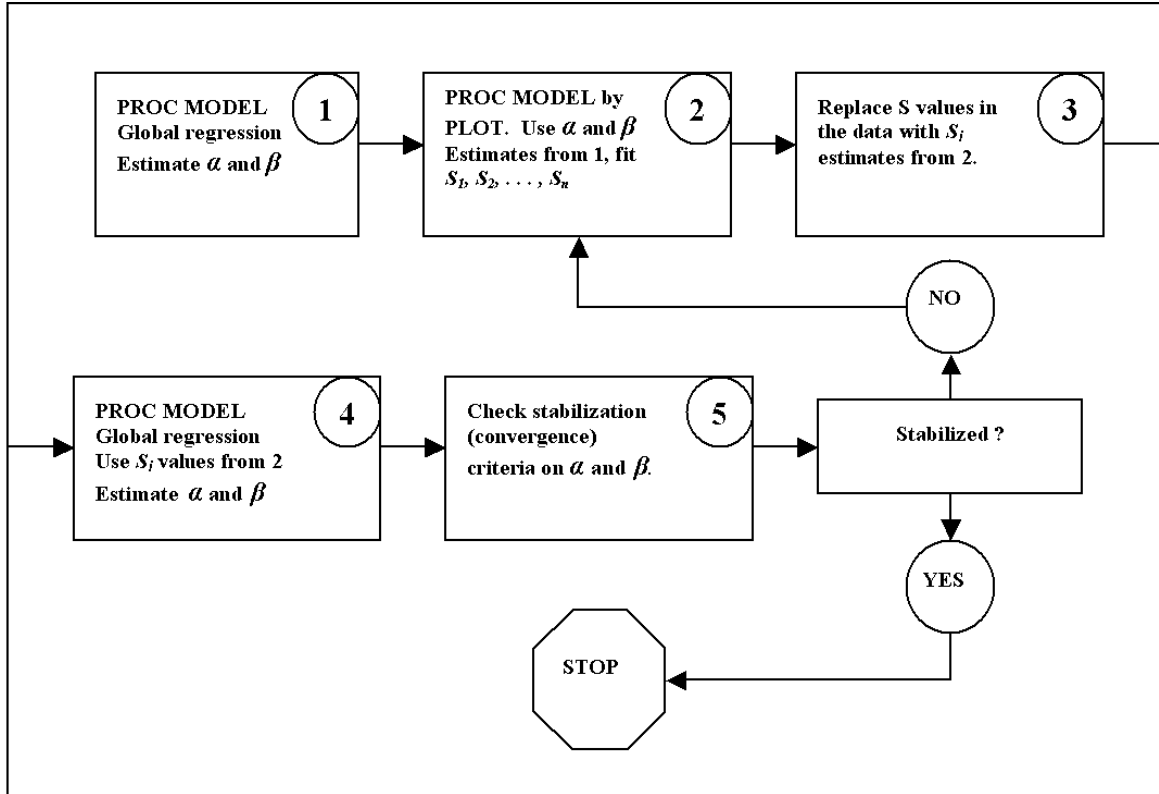 PROC MODEL
Global regression
Estimate α and β
1
PROC MODEL by
PLOT. Use α and β
Estimates from 1, fit
S1, S2, . . . , Sn
2
Replace S values in
the data with Si
estimates from 2.
3
NO
PROC MODEL
Global regression
Use Si values from 2
Estimate α and β
4
Check stabilization
(convergence)
criteria on α and β.
5
Stabilized ?
YES
STOP